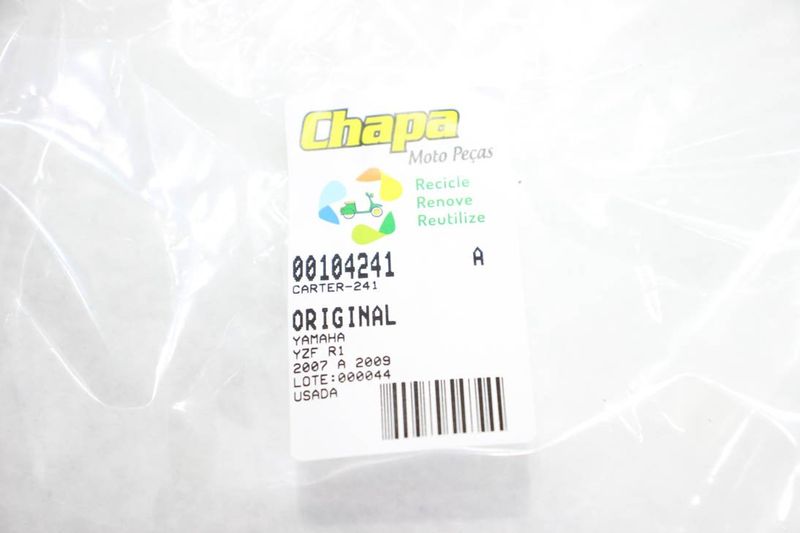 Chapa
Moto Peças
Recicle
Renove
Reutilize
00104241 A
CARTER-241
ORIGINAL
YAMAHA
YZF R1
2007 A 2009
LOTE:000044
USADA